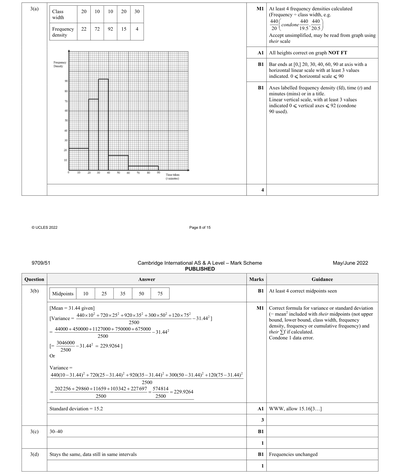 3(a)
Class width 20 10 10 20 30
Frequency density 22 72 92 15 4
Frequency Density
Time taken (t minutes)
M1 At least 4 frequency densities calculated
(Frequency ÷ class width, e.g.
440/20 condone 440/19.5, 440/20.5)
Accept unsimplified, may be read from graph using
their scale
A1 All heights correct on graph NOT FT
B1 Bar ends at [0,] 20, 30, 40, 60, 90 at axis with a
horizontal linear scale with at least 3 values
indicated. 0 ⩽ horizontal scale ⩽ 90
B1 Axes labelled frequency density (fd), time (t) and
minutes (mins) or in a title.
Linear vertical scale, with at least 3 values
indicated 0 ⩽ vertical axes ⩽ 92 (condone
90 used).
4
© UCLES 2022 Page 8 of 15
9709/51 Cambridge International AS & A Level – Mark Scheme May/June 2022
PUBLISHED
Question Answer Marks Guidance
3(b) Midpoints 10 25 35 50 75 B1 At least 4 correct midpoints seen
[Mean = 31.44 given]
[Variance = (440×10² + 720×25² + 920×35² + 300×50² + 120×75²)/2500 − 31.44²]
= (44000 + 450000 + 1127000 + 750000 + 675000)/2500 − 31.44²
[= 3046000/2500 − 31.44² = 229.9264]
Or
Variance =
(440(10−31.44)² + 720(25−31.44)² + 920(35−31.44)² + 300(50−31.44)² + 120(75−31.44)²)/2500
= (202256 + 29860 + 11659 + 103342 + 227697)/2500 = 574814/2500 = 229.9264
M1 Correct formula for variance or standard deviation
(− mean² included with their midpoints (not upper
bound, lower bound, class width, frequency
density, frequency or cumulative frequency) and
their ∑f if calculated.
Condone 1 data error.
Standard deviation = 15.2 A1 WWW, allow 15.16[3…]
3
3(c) 30–40 B1
1
3(d) Stays the same, data still in same intervals B1 Frequencies unchanged
1